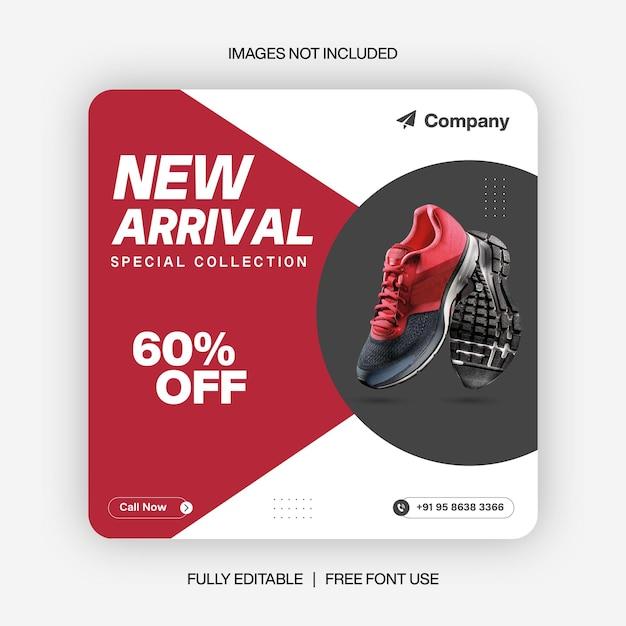 IMAGES NOT INCLUDED
Company
NEW
ARRIVAL
SPECIAL COLLECTION
60%
OFF
Call Now
+91 95 8638 3366
FULLY EDITABLE | FREE FONT USE